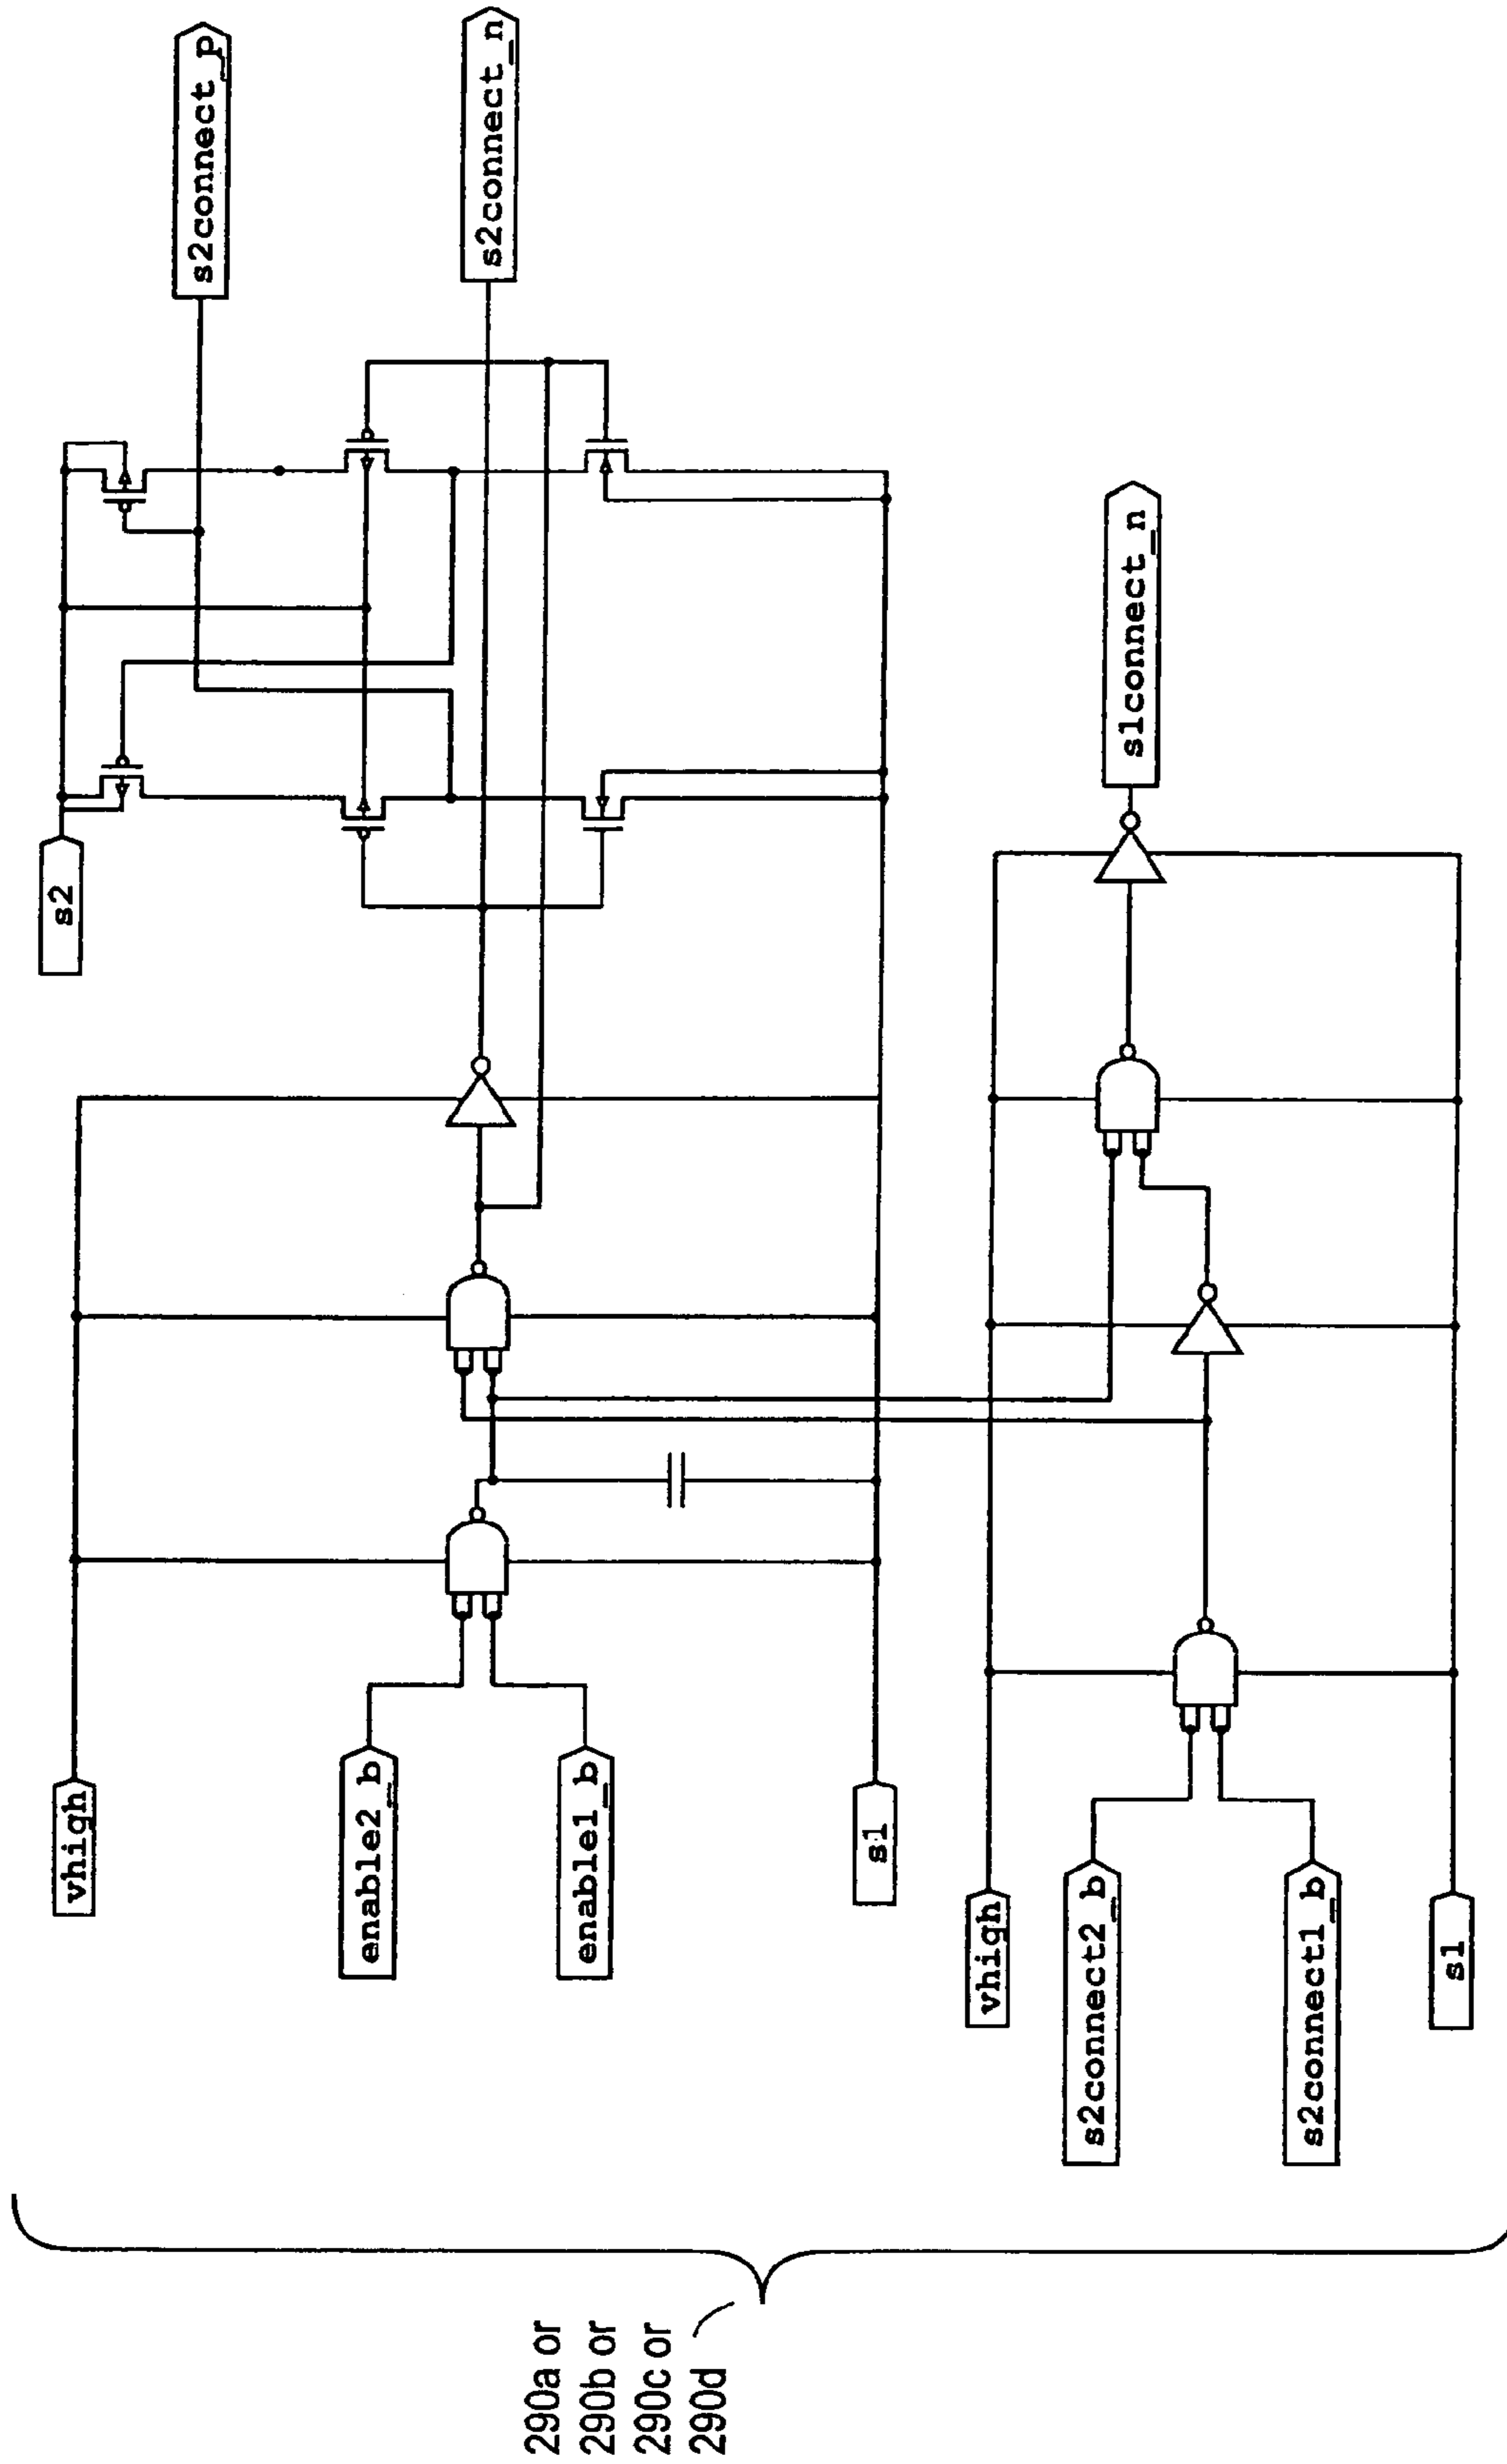 s2
vhigh
s2connect_p
enable2_b
s2connect_n
enable1_b
s1
290a or
290b or
290c or
290d
vhigh
s2connect2_b
s1connect_n
s2connect1_b
s1